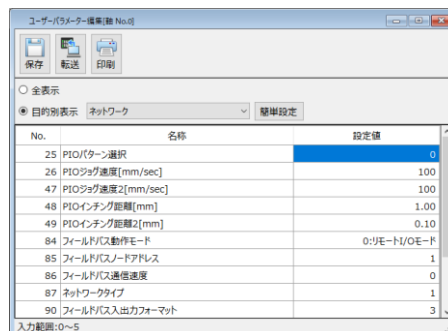 ユーザーパラメーター編集[軸 No.0]
保存 転送 印刷
全表示
目的別表示 ネットワーク 簡単設定
No. 名称 設定値
25 PIOパターン選択 0
26 PIOジョグ速度[mm/sec] 100
47 PIOジョグ速度2[mm/sec] 100
48 PIOインチング距離[mm] 1.00
49 PIOインチング距離2[mm] 0.10
84 フィールドバス動作モード 0:リモートI/Oモード
85 フィールドバスノードアドレス 1
86 フィールドバス通信速度 0
87 ネットワークタイプ 1
90 フィールドバス入出力フォーマット 3
入力範囲:0~5